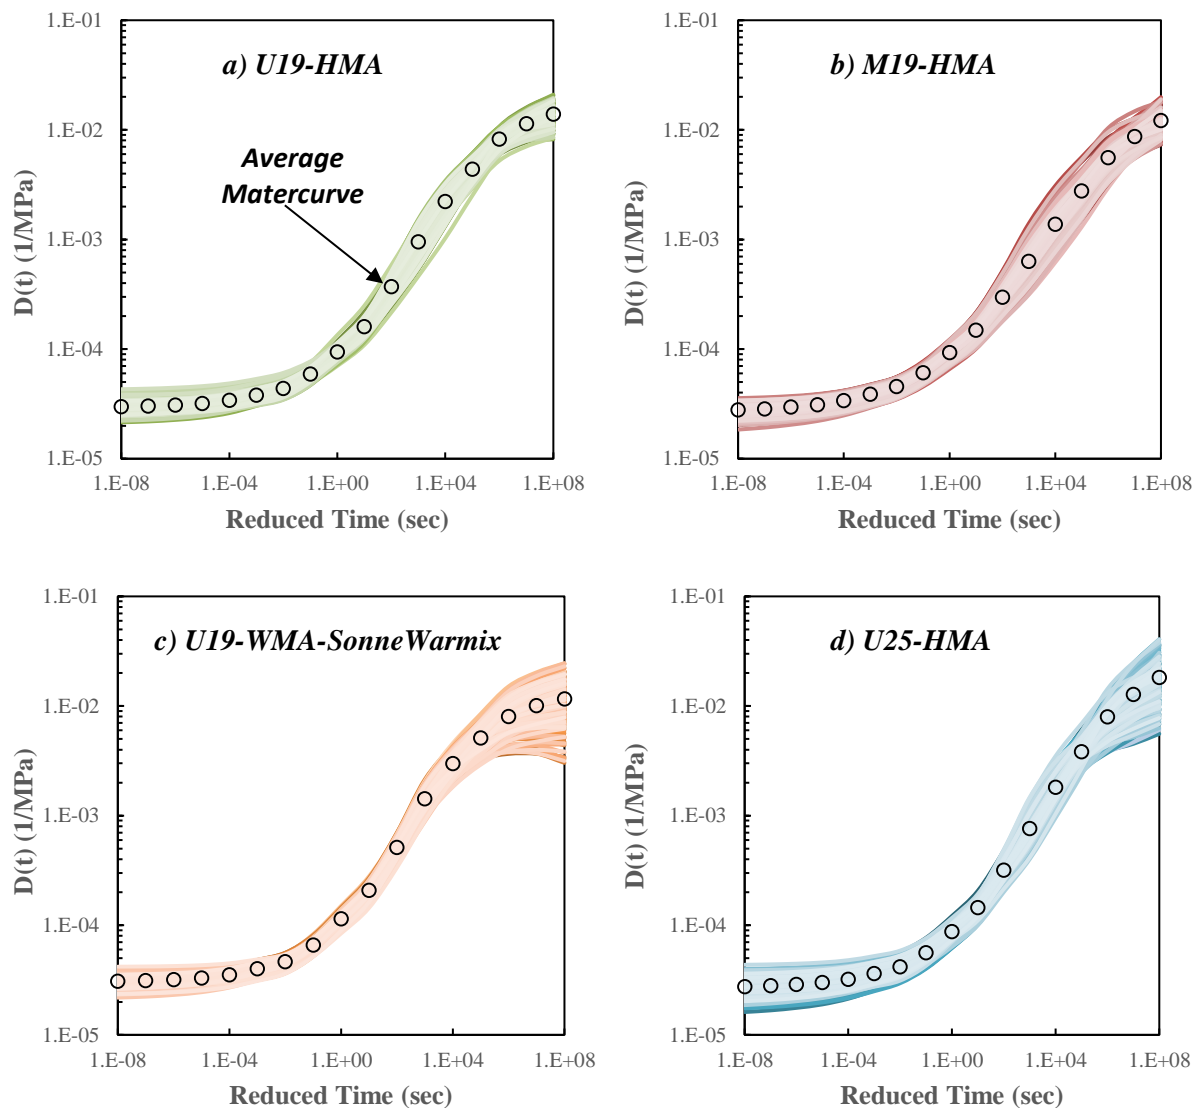 a) U19-HMA
Average
Matercurve
1.E-01
1.E-02
1.E-03
1.E-04
1.E-05
D(t) (1/MPa)
1.E-08
1.E-04
1.E+00
1.E+04
1.E+08
Reduced Time (sec)
b) M19-HMA
1.E-01
1.E-02
1.E-03
1.E-04
1.E-05
D(t) (1/MPa)
1.E-08
1.E-04
1.E+00
1.E+04
1.E+08
Reduced Time (sec)
c) U19-WMA-SonneWarmix
1.E-01
1.E-02
1.E-03
1.E-04
1.E-05
D(t) (1/MPa)
1.E-08
1.E-04
1.E+00
1.E+04
1.E+08
Reduced Time (sec)
d) U25-HMA
1.E-01
1.E-02
1.E-03
1.E-04
1.E-05
D(t) (1/MPa)
1.E-08
1.E-04
1.E+00
1.E+04
1.E+08
Reduced Time (sec)